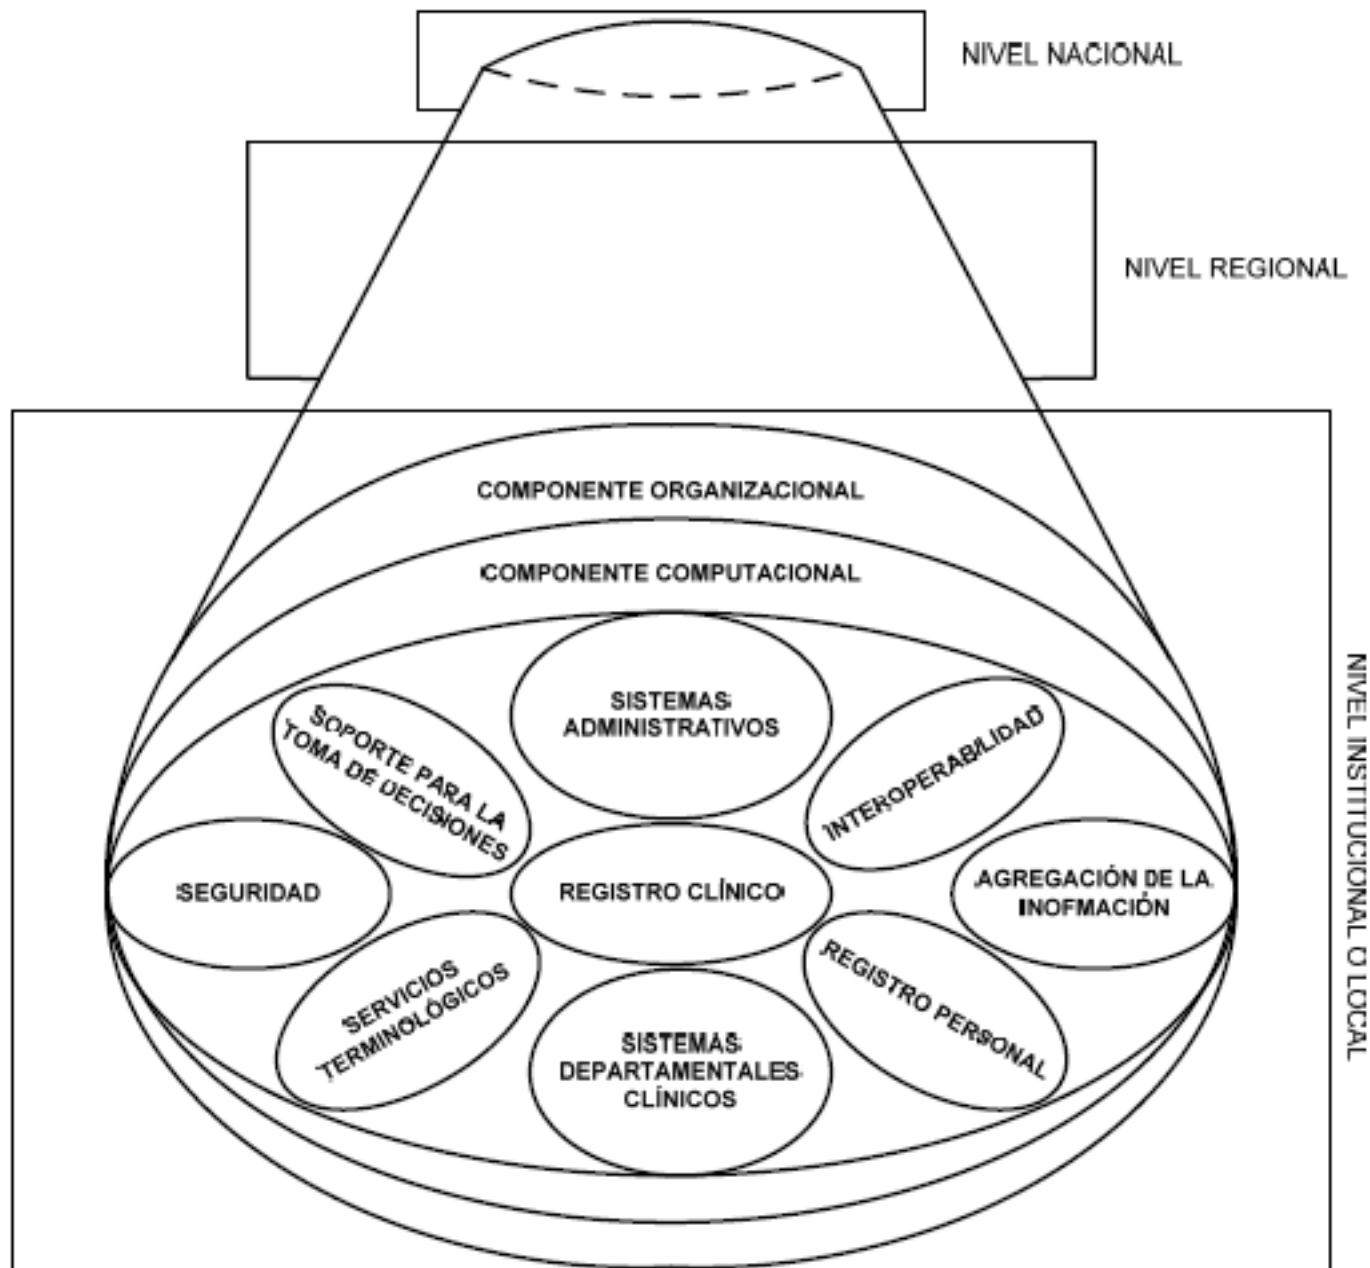 NIVEL NACIONAL
NIVEL REGIONAL
COMPONENTE ORGANIZACIONAL
COMPONENTE COMPUTACIONAL
SISTEMAS
ADMINISTRATIVOS
SOPORTE PARA LA
TOMA DE DECISIONES
INTEROPERABILIDAD
SEGURIDAD
REGISTRO CLÍNICO
AGREGACIÓN DE LA
INOFMACIÓN
SERVICIOS
TERMINOLÓGICOS
SISTEMAS
DEPARTAMENTALES
CLÍNICOS
REGISTRO PERSONAL
NIVEL INSTITUCIONAL O LOCAL